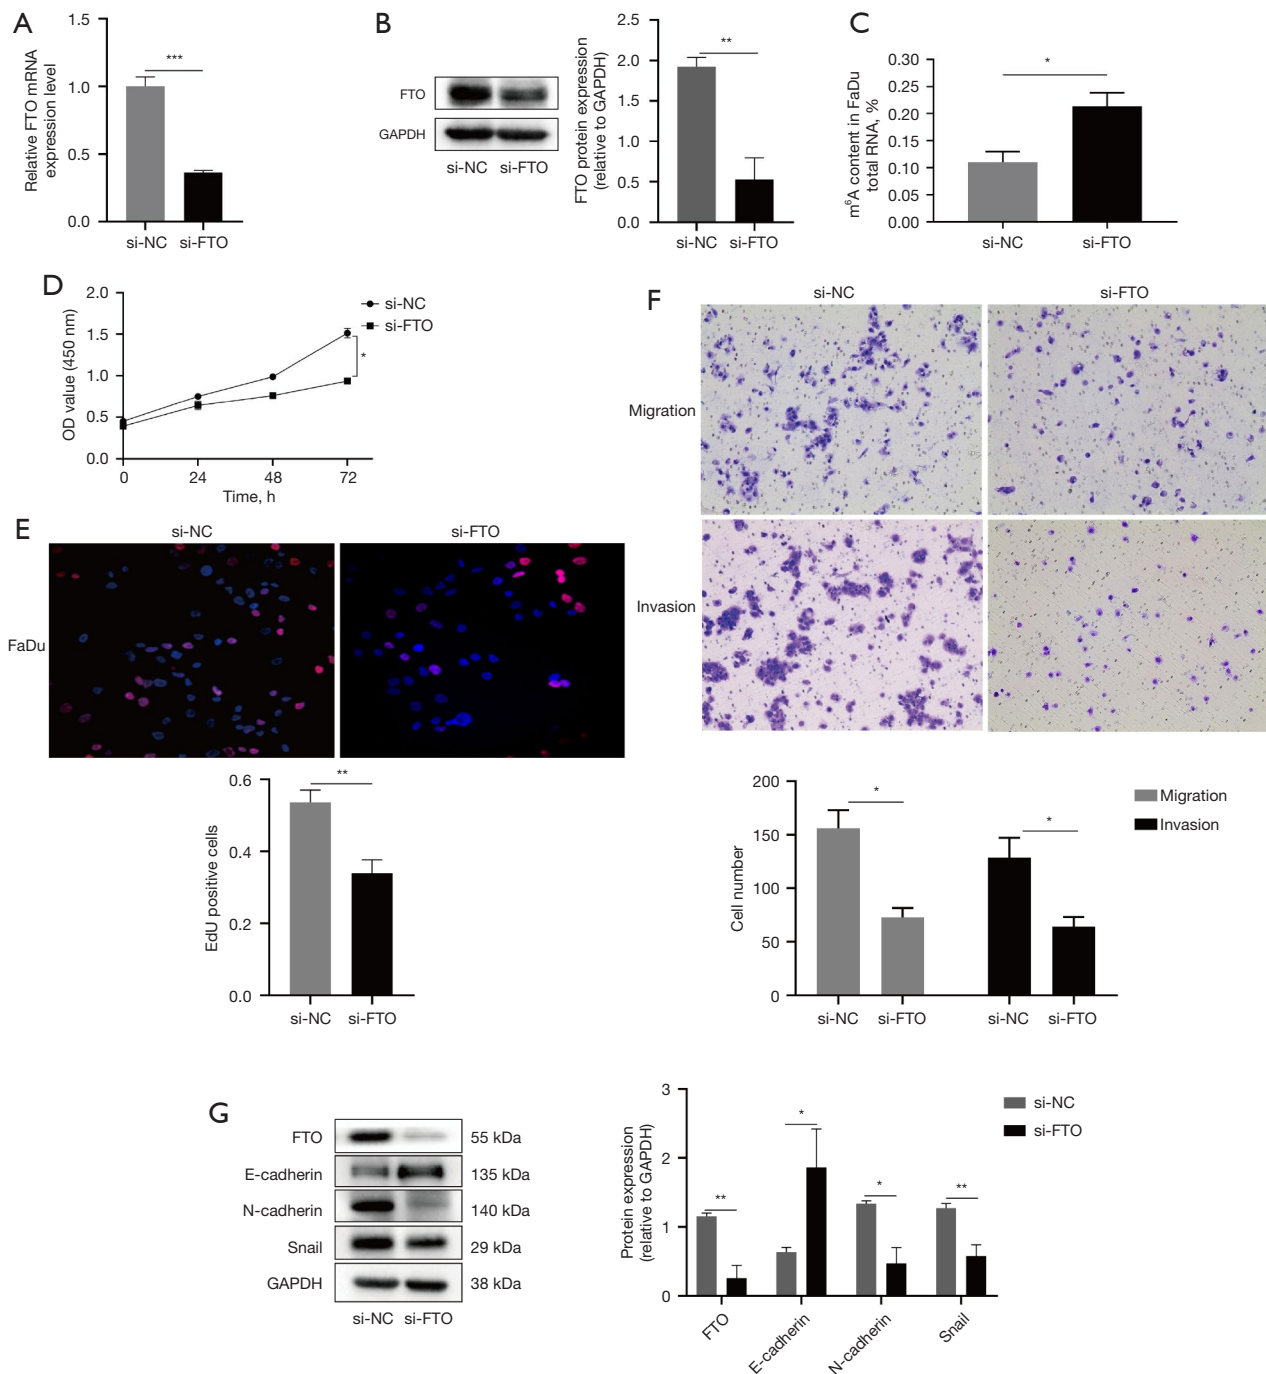 A
Relative FTO mRNA
expression level
1.5
1.0
0.5
0.0
***
si-NC si-FTO
B
FTO
GAPDH
si-NC si-FTO
FTO protein expression
(relative to GAPDH)
2.5
2.0
1.5
1.0
0.5
0.0
**
si-NC si-FTO
C
m⁶A content in FaDu
total RNA, %
0.30
0.25
0.20
0.15
0.10
0.05
0.00
*
si-NC si-FTO
D
OD value (450 nm)
2.0
1.5
1.0
0.5
0.0
0 24 48 72
Time, h
si-NC
si-FTO
*
E
si-NC si-FTO
FaDu
EdU positive cells
0.6
0.4
0.2
0.0
**
si-NC si-FTO
F
si-NC si-FTO
Migration
Invasion
Cell number
200
150
100
50
0
*
*
si-NC si-FTO si-NC si-FTO
Migration
Invasion
G
FTO 55 kDa
E-cadherin 135 kDa
N-cadherin 140 kDa
Snail 29 kDa
GAPDH 38 kDa
si-NC si-FTO
Protein expression
(relative to GAPDH)
3
2
1
0
**
*
*
**
FTO
E-cadherin
N-cadherin
Snail
si-NC
si-FTO